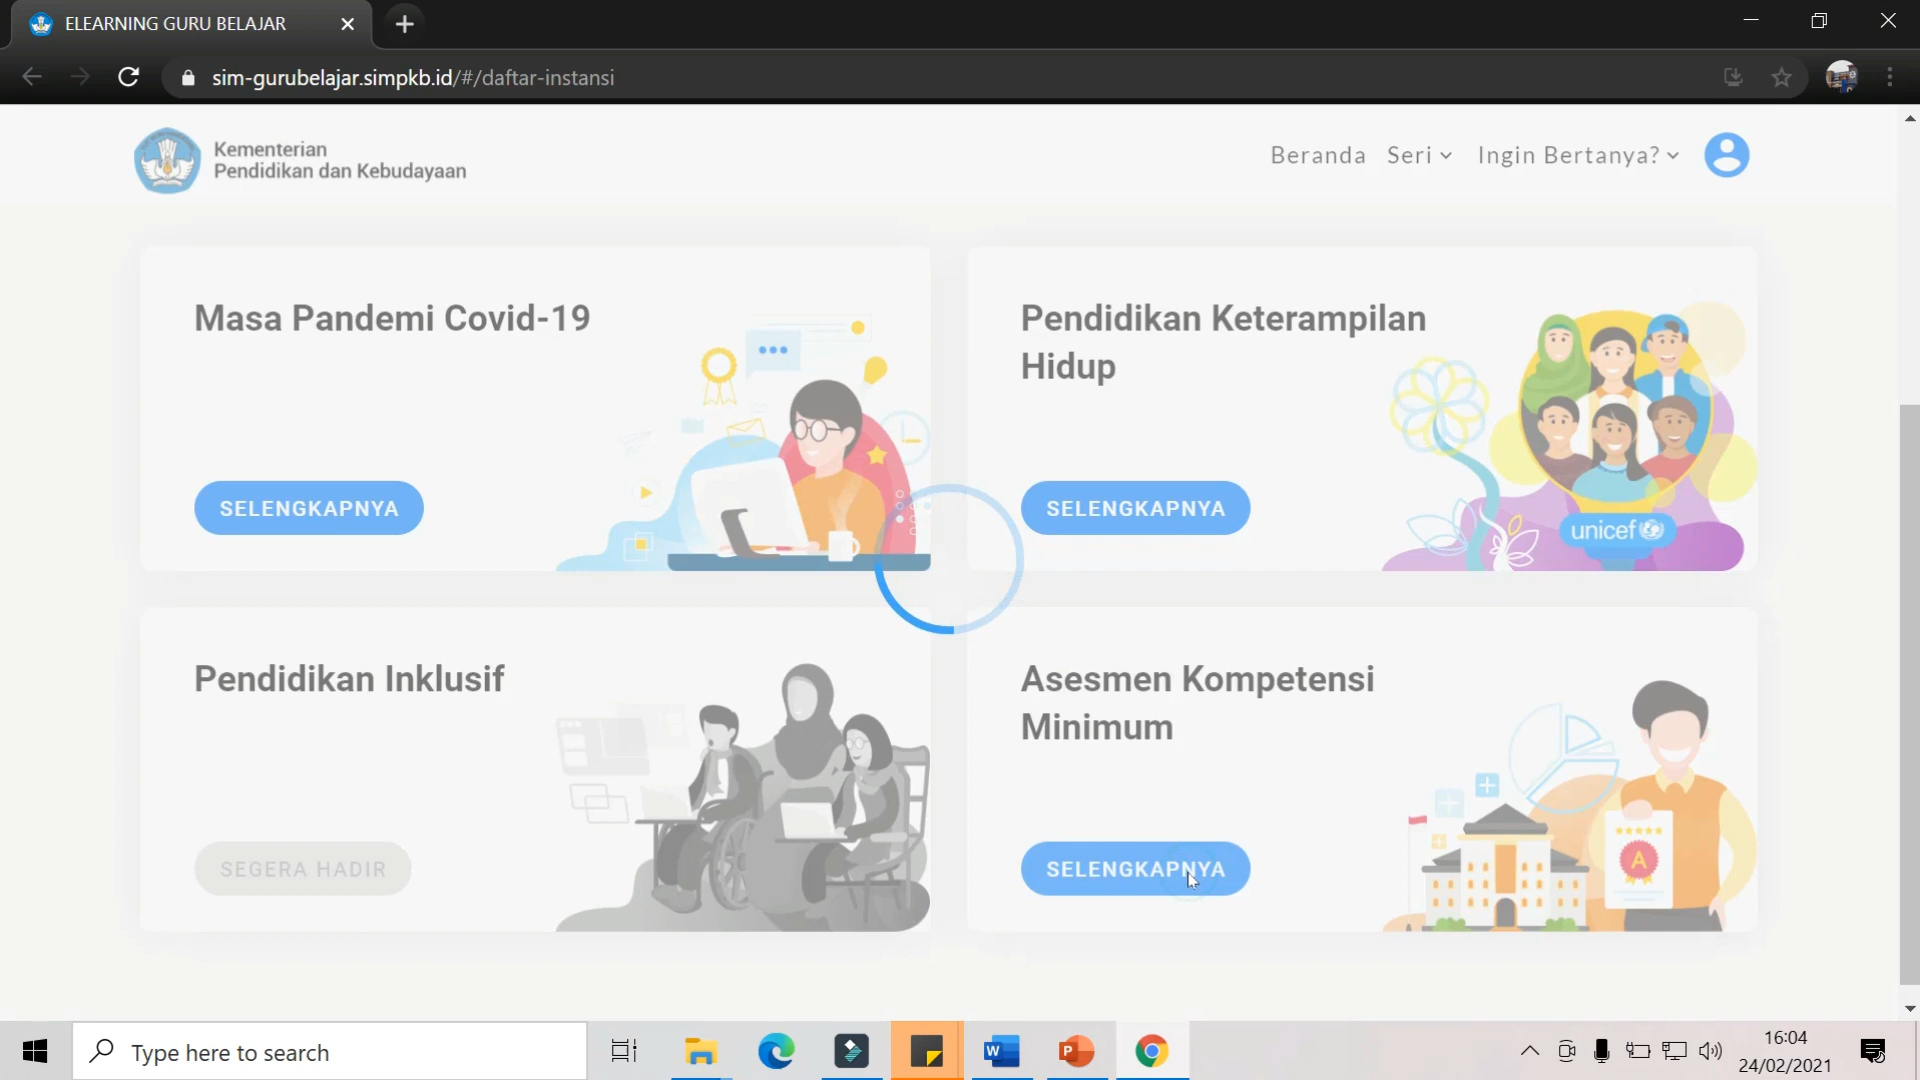 ELEARNING GURU BELAJAR
sim-gurubelajar.simpkb.id/#/daftar-instansi
Kementerian
Pendidikan dan Kebudayaan
Beranda Seri Ingin Bertanya?
Masa Pandemi Covid-19
SELENGKAPNYA
Pendidikan Keterampilan
Hidup
SELENGKAPNYA
unicef
Pendidikan Inklusif
SEGERA HADIR
Asesmen Kompetensi
Minimum
SELENGKAPNYA
A
Type here to search
W
P
16:04
24/02/2021